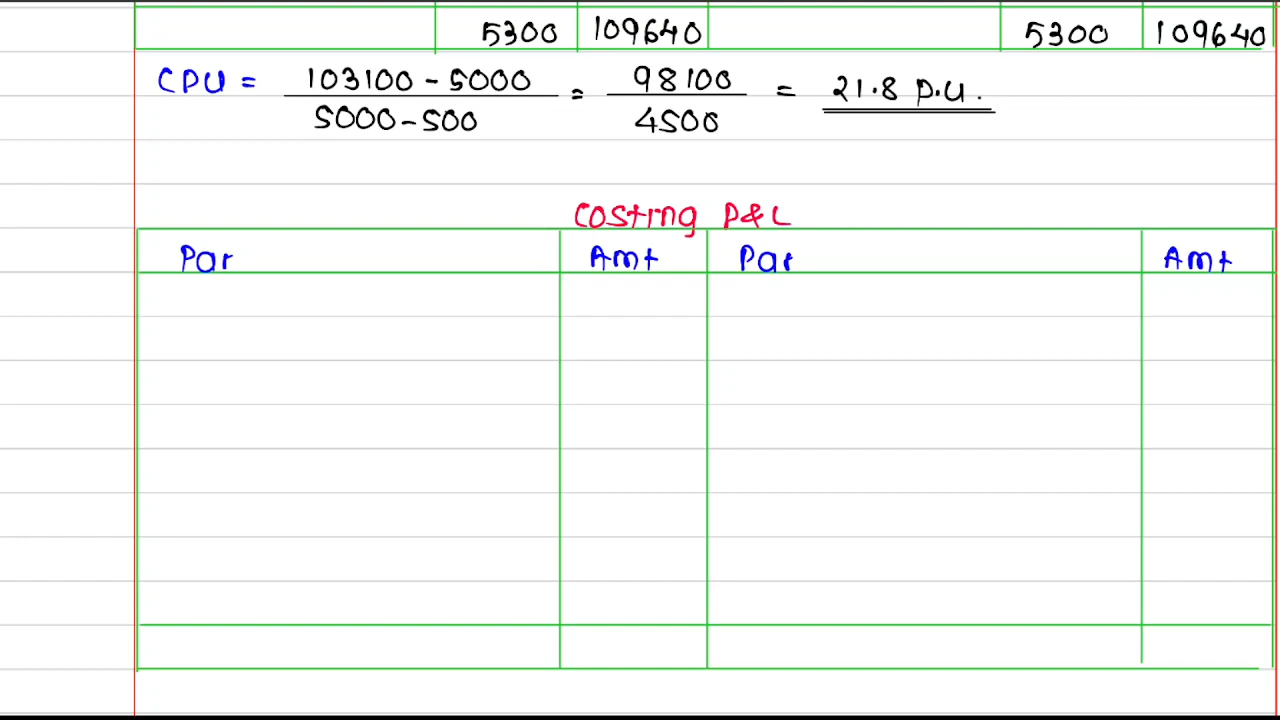 5300 109640 5300 109640
CPU = 103100 - 5000 = 98100 = 21.8 P.U.
5000 - 500 4500
Costing P&L
Par Amt Par Amt